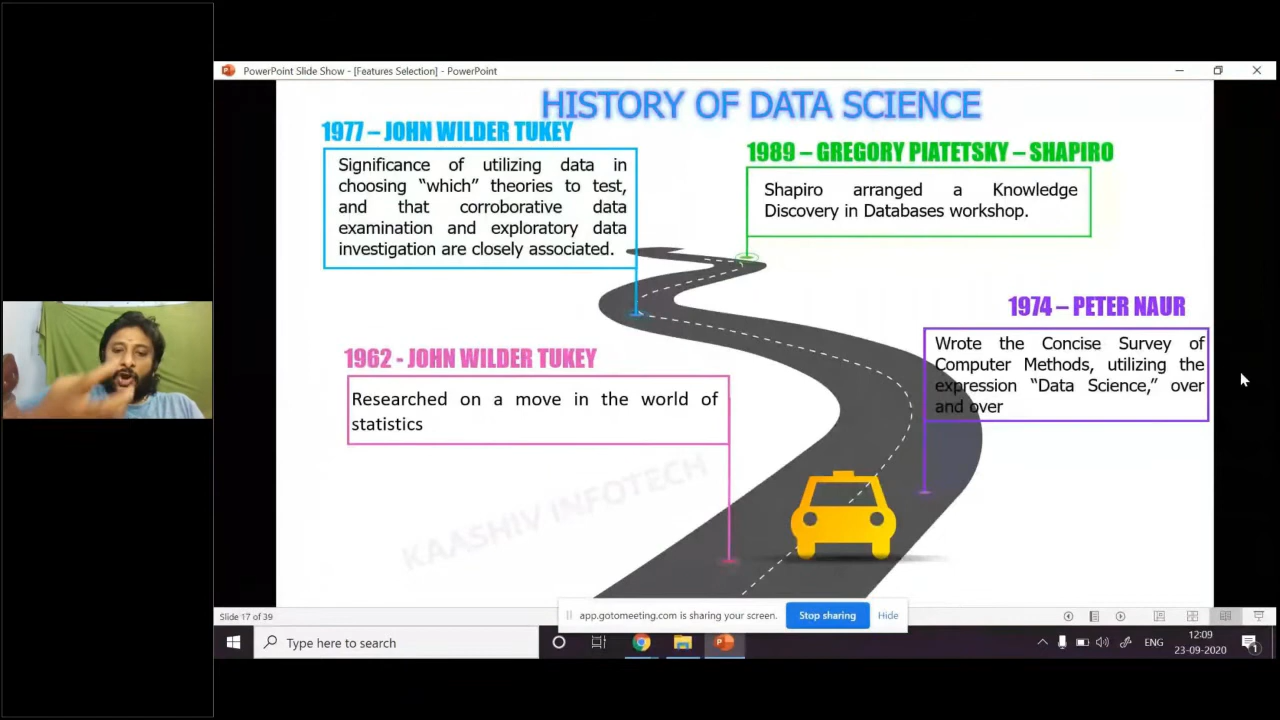 PowerPoint Slide Show - [Features Selection] - PowerPoint
HISTORY OF DATA SCIENCE
1977 – JOHN WILDER TUKEY
Significance of utilizing data in
choosing “which” theories to test,
and that corroborative data
examination and exploratory data
investigation are closely associated.
1989 – GREGORY PIATETSKY – SHAPIRO
Shapiro arranged a Knowledge
Discovery in Databases workshop.
1974 – PETER NAUR
Wrote the Concise Survey of
Computer Methods, utilizing the
expression “Data Science,” over
and over
1962 - JOHN WILDER TUKEY
Researched on a move in the world of
statistics
KAASHIV INFOTECH
Slide 17 of 39
app.gotomeeting.com is sharing your screen.
Stop sharing
Hide
Type here to search
ENG
12:09
23-09-2020
1